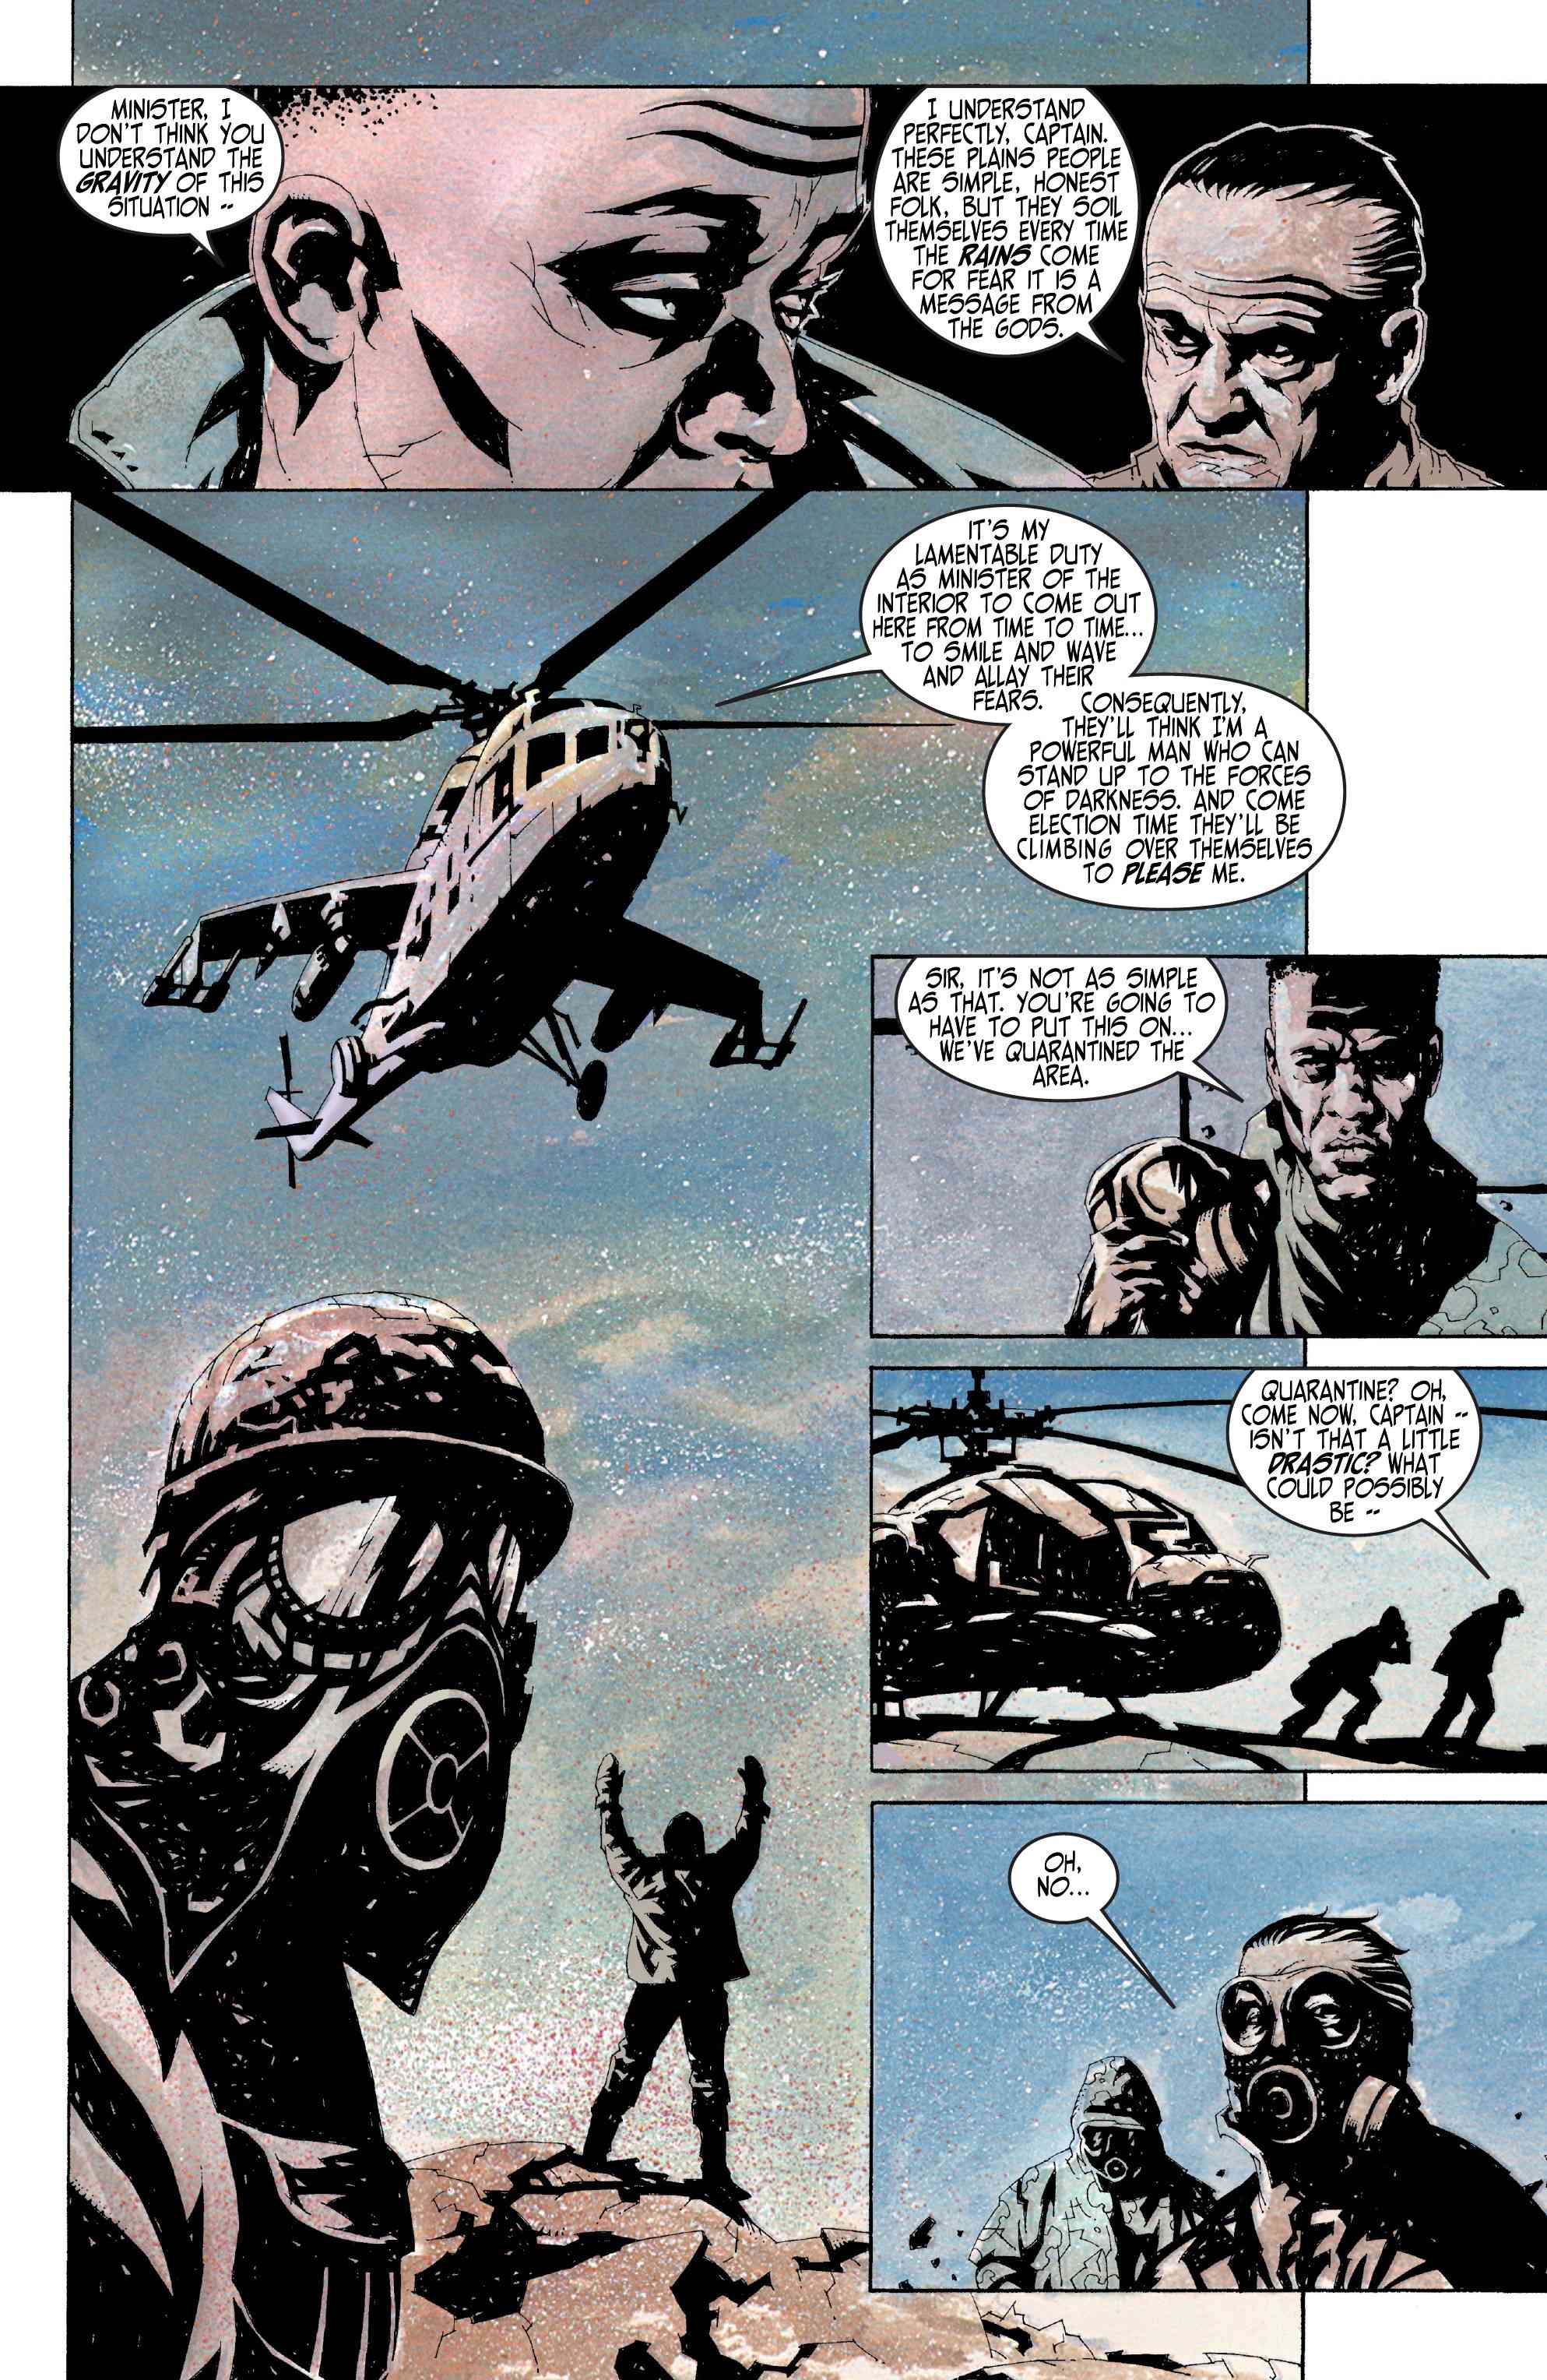 MINISTER, I
DON'T THINK YOU
UNDERSTAND THE
GRAVITY OF THIS
SITUATION --
I UNDERSTAND
PERFECTLY, CAPTAIN.
THESE PLAINS PEOPLE
ARE SIMPLE, HONEST
FOLK, BUT THEY SOIL
THEMSELVES EVERY TIME
THE RAINS COME
FOR FEAR IT IS A
MESSAGE FROM
THE GODS.
IT'S MY
LAMENTABLE DUTY
AS MINISTER OF THE
INTERIOR TO COME OUT
HERE FROM TIME TO TIME...
TO SMILE AND WAVE
AND ALLAY THEIR
FEARS.
CONSEQUENTLY,
THEY'LL THINK I'M A
POWERFUL MAN WHO CAN
STAND UP TO THE FORCES
OF DARKNESS. AND COME
ELECTION TIME THEY'LL BE
CLIMBING OVER THEMSELVES
TO PLEASE ME.
SIR, IT'S NOT AS SIMPLE
AS THAT. YOU'RE GOING TO
HAVE TO PUT THIS ON...
WE'VE QUARANTINED THE
AREA.
QUARANTINE? OH,
COME NOW, CAPTAIN --
ISN'T THAT A LITTLE
DRASTIC? WHAT
COULD POSSIBLY
BE --
OH,
NO...